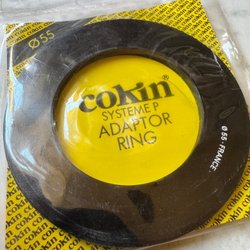 Ø55
cokin®
SYSTEME P
ADAPTOR
RING
Ø 55-FRANCE